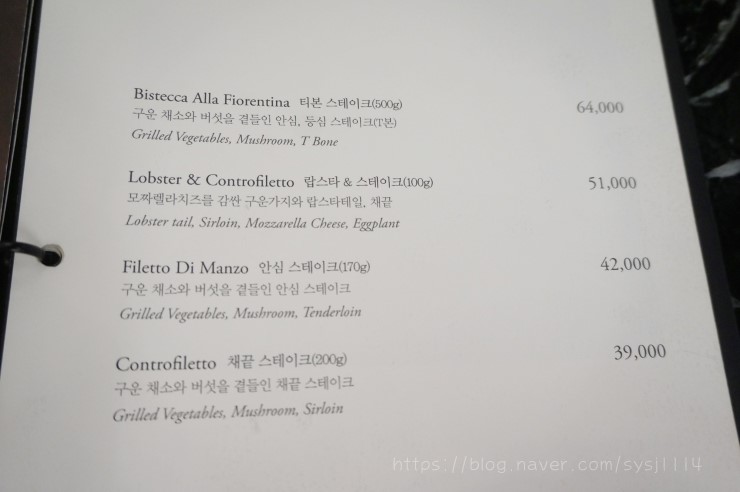 Bistecca Alla Fiorentina 티본 스테이크(500g) 64,000
구운 채소와 버섯을 곁들인 안심, 등심 스테이크(T본)
Grilled Vegetables, Mushroom, T Bone
Lobster & Controfiletto 랍스타 & 스테이크(100g) 51,000
모짜렐라치즈를 감싼 구운가지와 랍스타테일, 채끝
Lobster tail, Sirloin, Mozzarella Cheese, Eggplant
Filetto Di Manzo 안심 스테이크(170g) 42,000
구운 채소와 버섯을 곁들인 안심 스테이크
Grilled Vegetables, Mushroom, Tenderloin
Controfiletto 채끝 스테이크(200g) 39,000
구운 채소와 버섯을 곁들인 채끝 스테이크
Grilled Vegetables, Mushroom, Sirloin
https://blog.naver.com/sysj1114